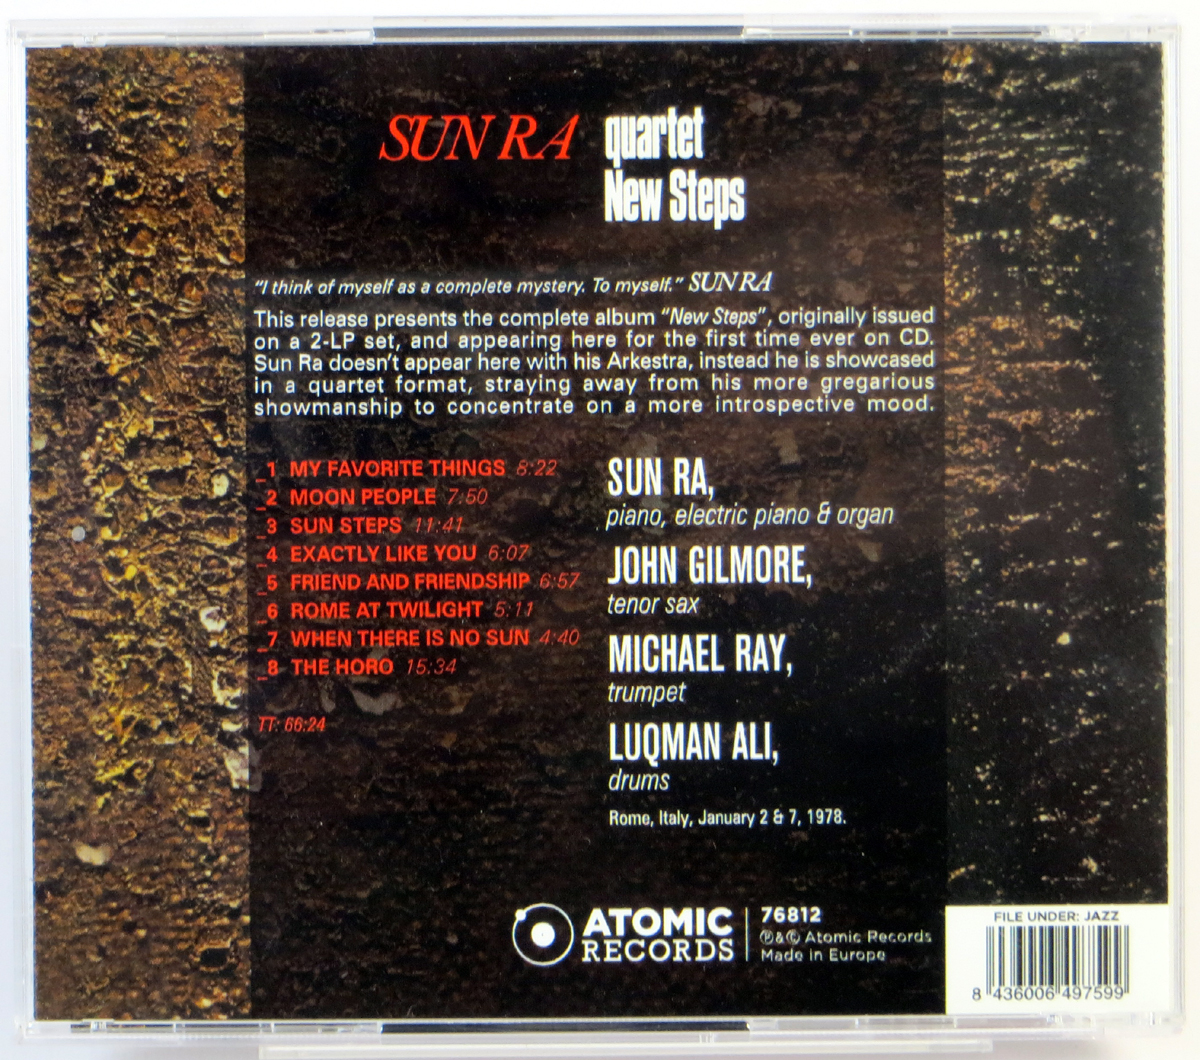 SUN RA quartet
New Steps
"I think of myself as a complete mystery. To myself." SUN RA
This release presents the complete album "New Steps", originally issued
on a 2-LP set, and appearing here for the first time ever on CD.
Sun Ra doesn't appear here with his Arkestra, instead he is showcased
in a quartet format, straying away from his more gregarious
showmanship to concentrate on a more introspective mood.
_1 MY FAVORITE THINGS 8:22
_2 MOON PEOPLE 7:50
_3 SUN STEPS 11:41
_4 EXACTLY LIKE YOU 6:07
_5 FRIEND AND FRIENDSHIP 6:57
_6 ROME AT TWILIGHT 5:11
_7 WHEN THERE IS NO SUN 4:40
_8 THE HORO 15:34
TT: 66:24
SUN RA,
piano, electric piano & organ
JOHN GILMORE,
tenor sax
MICHAEL RAY,
trumpet
LUQMAN ALI,
drums
Rome, Italy, January 2 & 7, 1978.
ATOMIC
RECORDS
76812
℗&© Atomic Records
Made in Europe
FILE UNDER: JAZZ
8 436006 497599